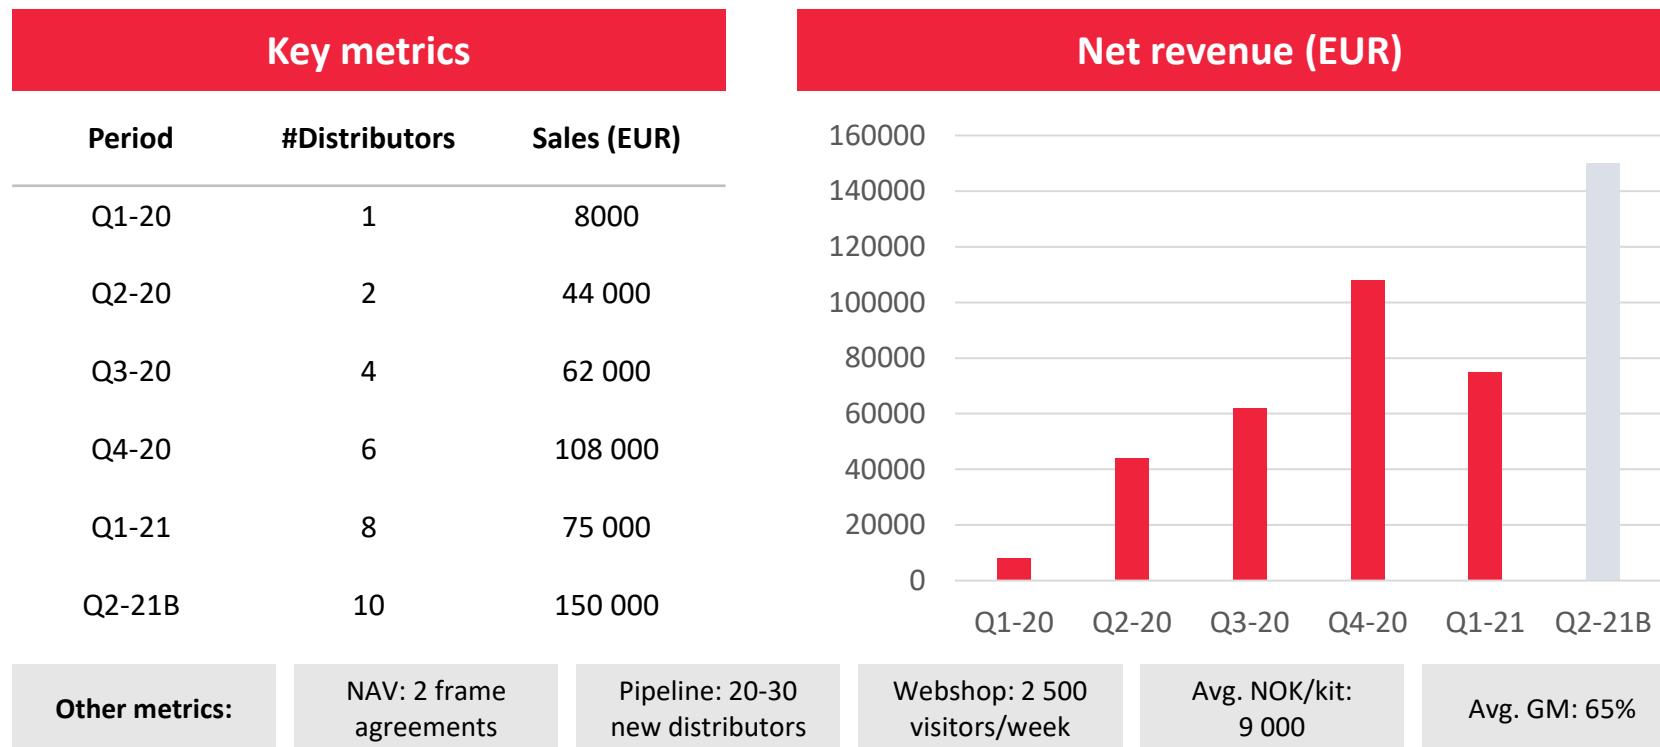 Key metrics
Period #Distributors Sales (EUR)
Q1-20 1 8000
Q2-20 2 44 000
Q3-20 4 62 000
Q4-20 6 108 000
Q1-21 8 75 000
Q2-21B 10 150 000
Net revenue (EUR)
160000
140000
120000
100000
80000
60000
40000
20000
0
Q1-20 Q2-20 Q3-20 Q4-20 Q1-21 Q2-21B
Other metrics:
NAV: 2 frame
agreements
Pipeline: 20-30
new distributors
Webshop: 2 500
visitors/week
Avg. NOK/kit:
9 000
Avg. GM: 65%